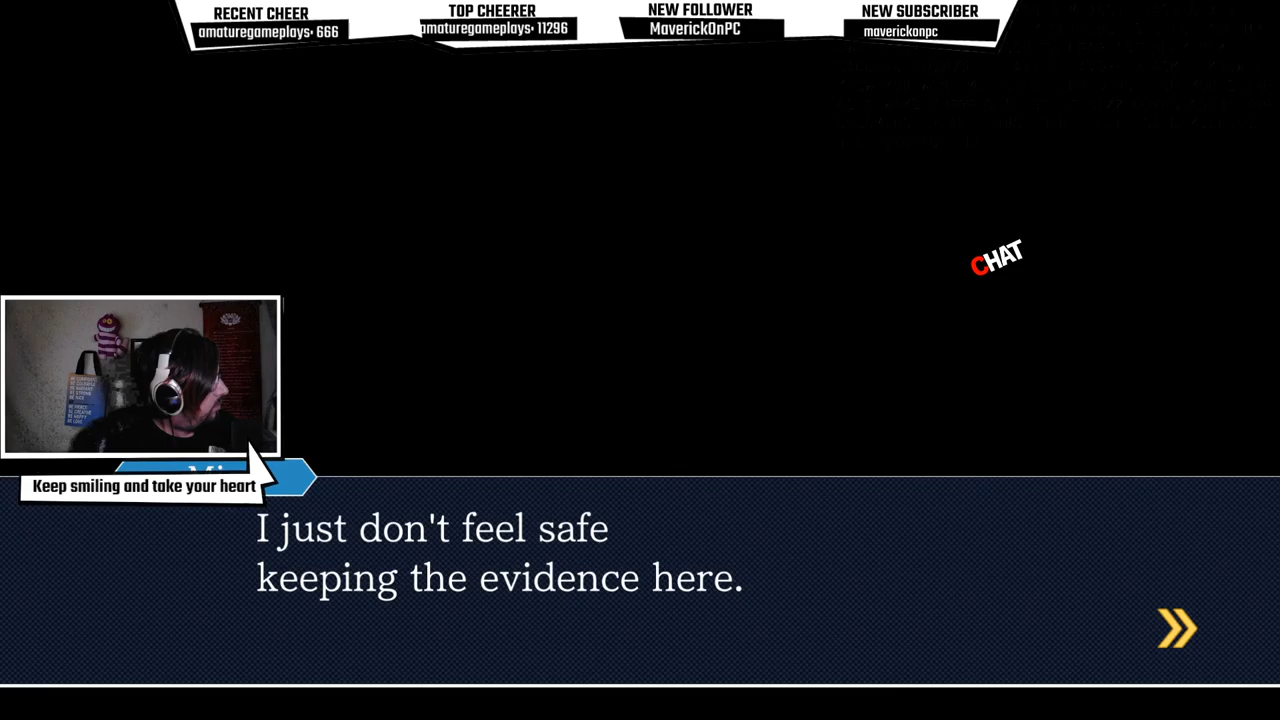 RECENT CHEER
amaturegameplays• 666
TOP CHEERER
amaturegameplays• 11296
NEW FOLLOWER
MaverickOnPC
NEW SUBSCRIBER
maverickonpc
CHAT
Keep smiling and take your heart
I just don't feel safe
keeping the evidence here.